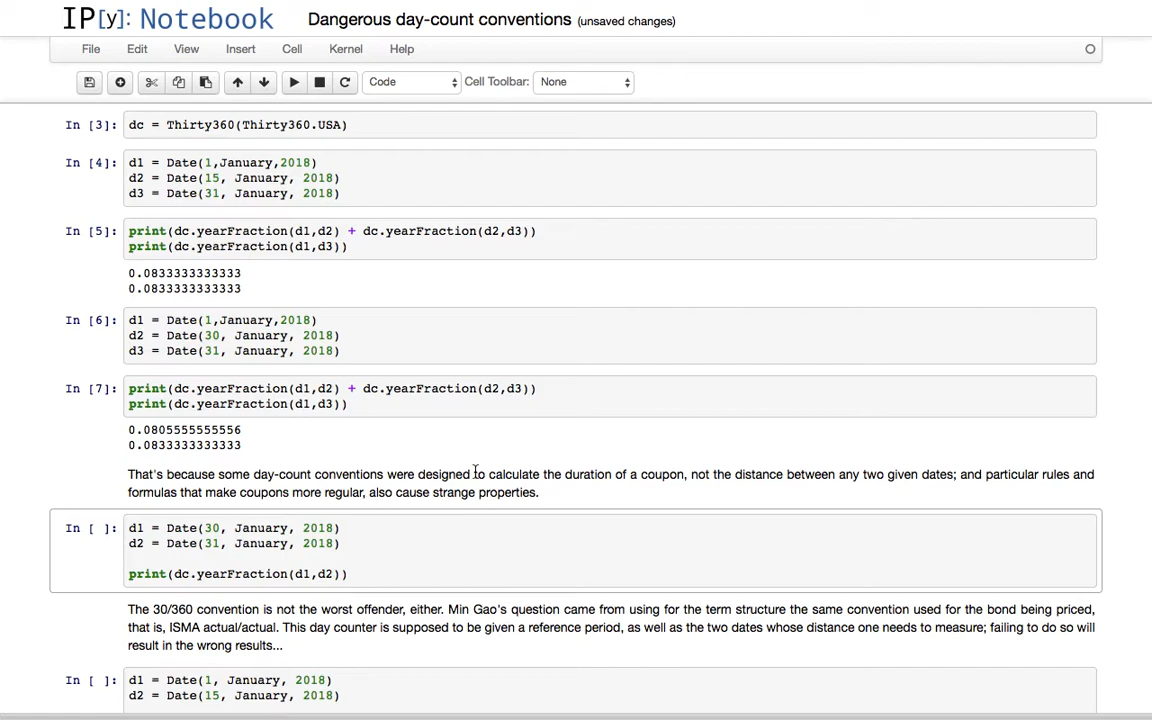 IP[y]: Notebook Dangerous day-count conventions (unsaved changes)
File Edit View Insert Cell Kernel Help
Code Cell Toolbar: None
In [3]: dc = Thirty360(Thirty360.USA)
In [4]: d1 = Date(1,January,2018)
d2 = Date(15, January, 2018)
d3 = Date(31, January, 2018)
In [5]: print(dc.yearFraction(d1,d2) + dc.yearFraction(d2,d3))
print(dc.yearFraction(d1,d3))
0.0833333333333
0.0833333333333
In [6]: d1 = Date(1,January,2018)
d2 = Date(30, January, 2018)
d3 = Date(31, January, 2018)
In [7]: print(dc.yearFraction(d1,d2) + dc.yearFraction(d2,d3))
print(dc.yearFraction(d1,d3))
0.0805555555556
0.0833333333333
That's because some day-count conventions were designed to calculate the duration of a coupon, not the distance between any two given dates; and particular rules and
formulas that make coupons more regular, also cause strange properties.
In [ ]: d1 = Date(30, January, 2018)
d2 = Date(31, January, 2018)
print(dc.yearFraction(d1,d2))
The 30/360 convention is not the worst offender, either. Min Gao's question came from using for the term structure the same convention used for the bond being priced,
that is, ISMA actual/actual. This day counter is supposed to be given a reference period, as well as the two dates whose distance one needs to measure; failing to do so will
result in the wrong results...
In [ ]: d1 = Date(1, January, 2018)
d2 = Date(15, January, 2018)